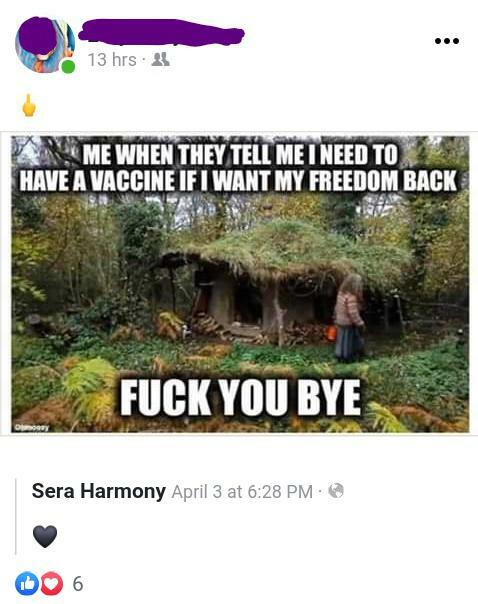 13 hrs
ME WHEN THEY TELL ME I NEED TO
HAVE A VACCINE IF I WANT MY FREEDOM BACK
FUCK YOU BYE
Sera Harmony April 3 at 6:28 PM
6